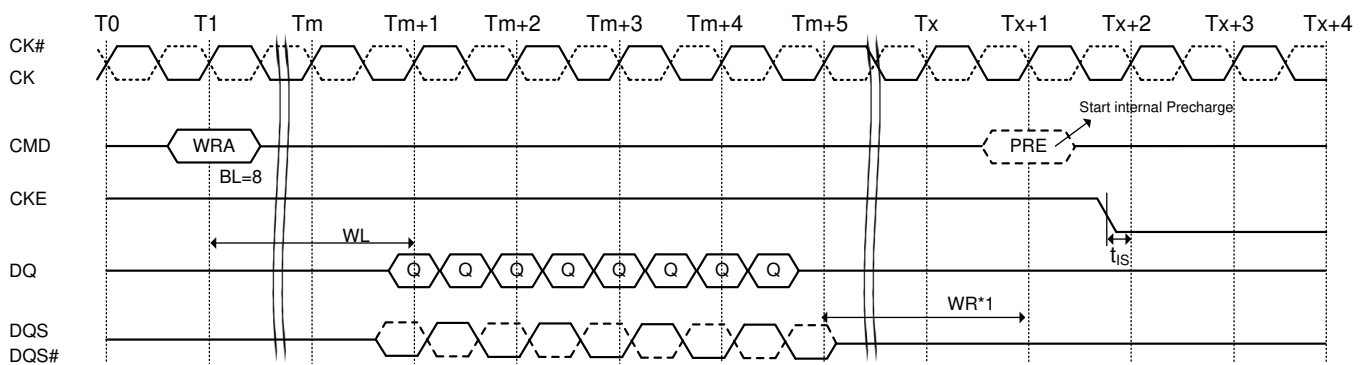 T0 T1 Tm Tm+1 Tm+2 Tm+3 Tm+4 Tm+5 Tx Tx+1 Tx+2 Tx+3 Tx+4
CK#
CK
Start internal Precharge
CMD WRA PRE
BL=8
CKE
WL
tIS
DQ Q Q Q Q Q Q Q Q
WR*1
DQS
DQS#